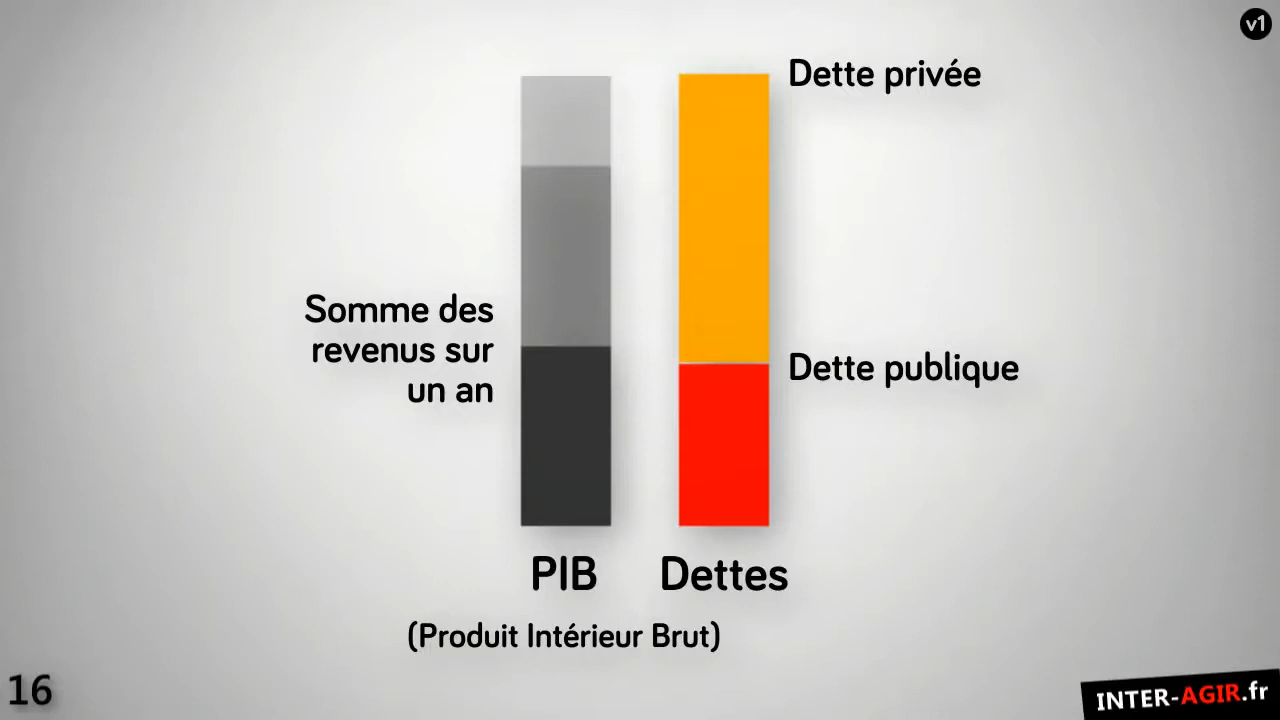 v1
Dette privée
Somme des
revenus sur
un an
Dette publique
PIB
Dettes
(Produit Intérieur Brut)
16
INTER-AGIR.fr